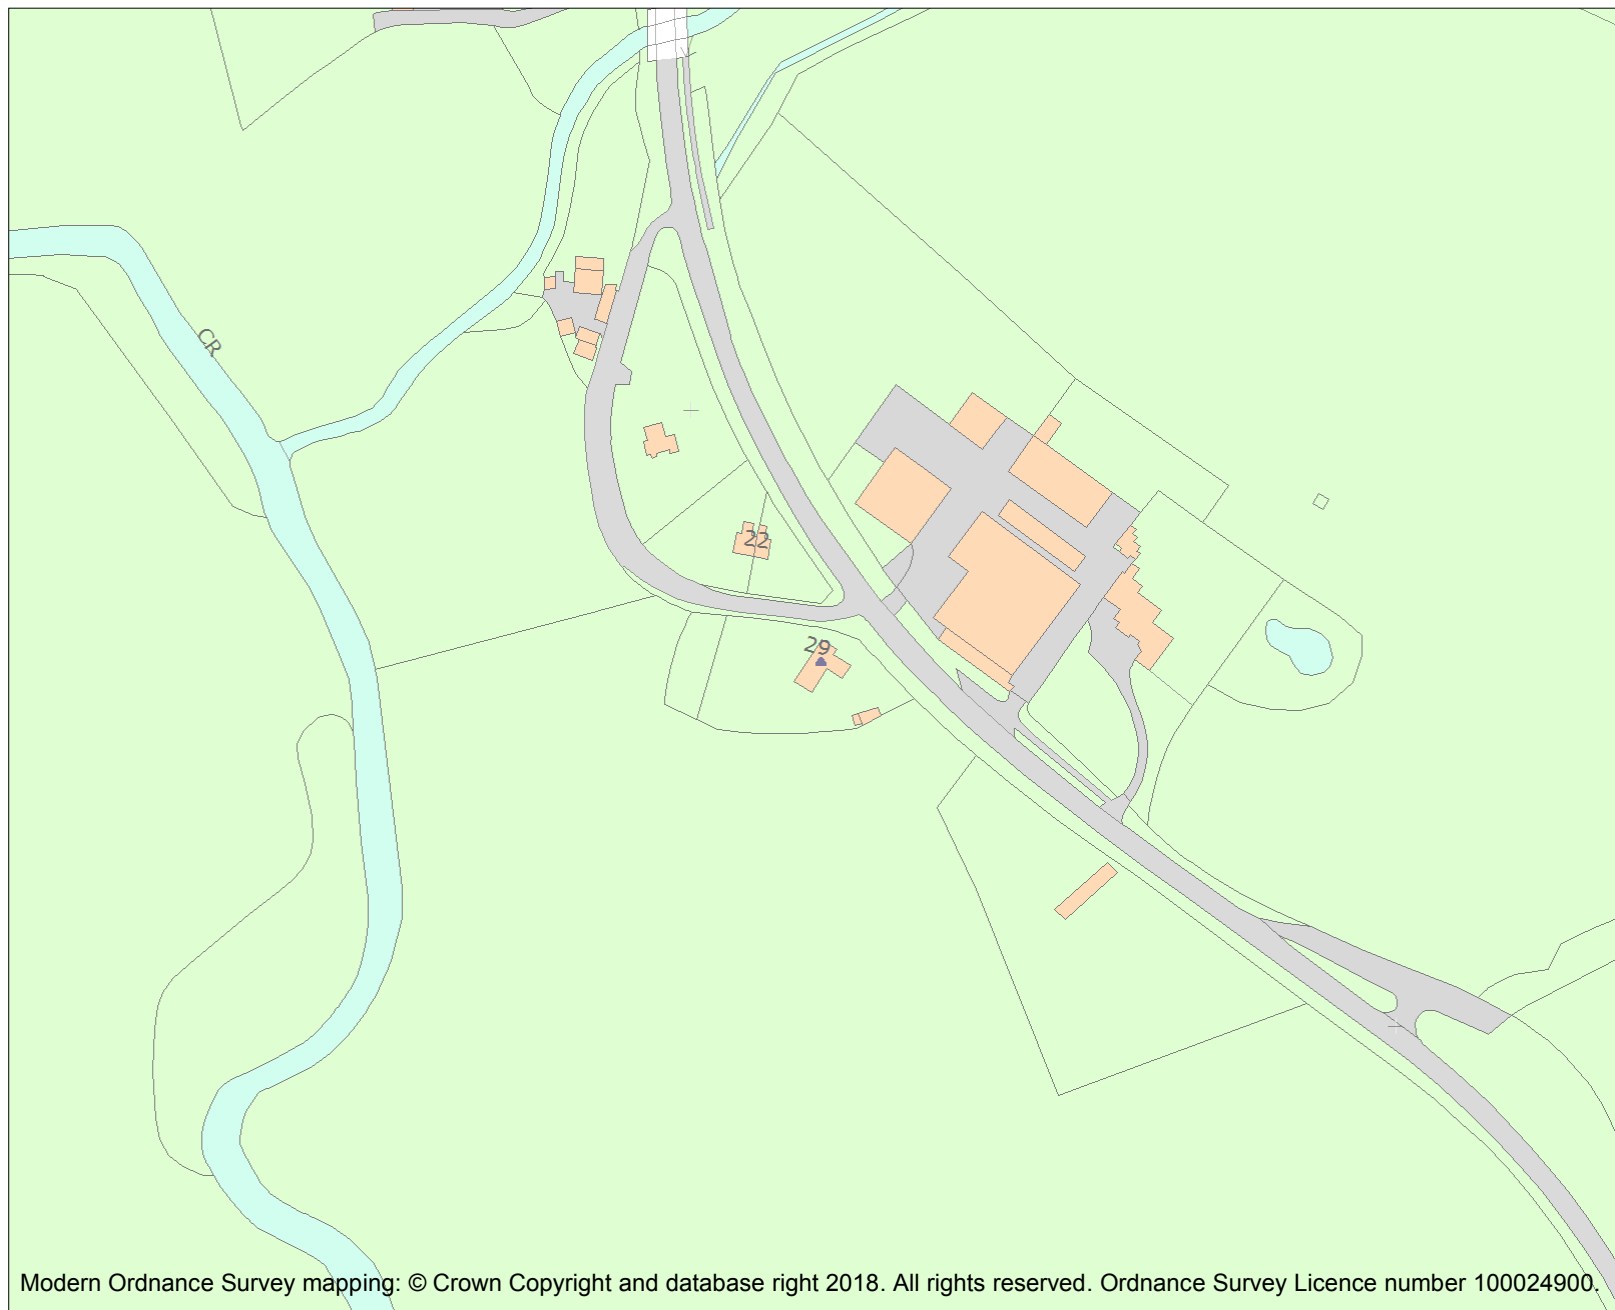 CR
22
29
Modern Ordnance Survey mapping: © Crown Copyright and database right 2018. All rights reserved. Ordnance Survey Licence number 100024900.